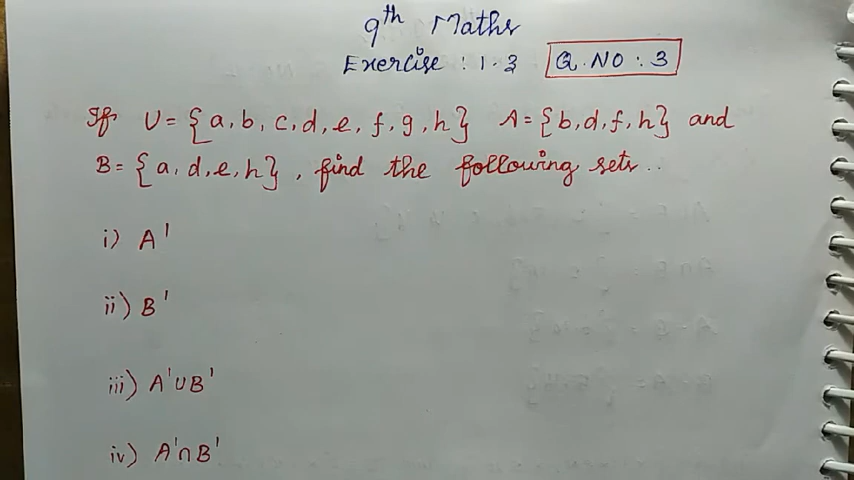 9th Maths
Exercise : 1.3 Q.NO : 3
If U = {a, b, c, d, e, f, g, h} A = {b, d, f, h} and
B = {a, d, e, h}, find the following sets..
i) A'
ii) B'
iii) A'∪B'
iv) A'∩B'